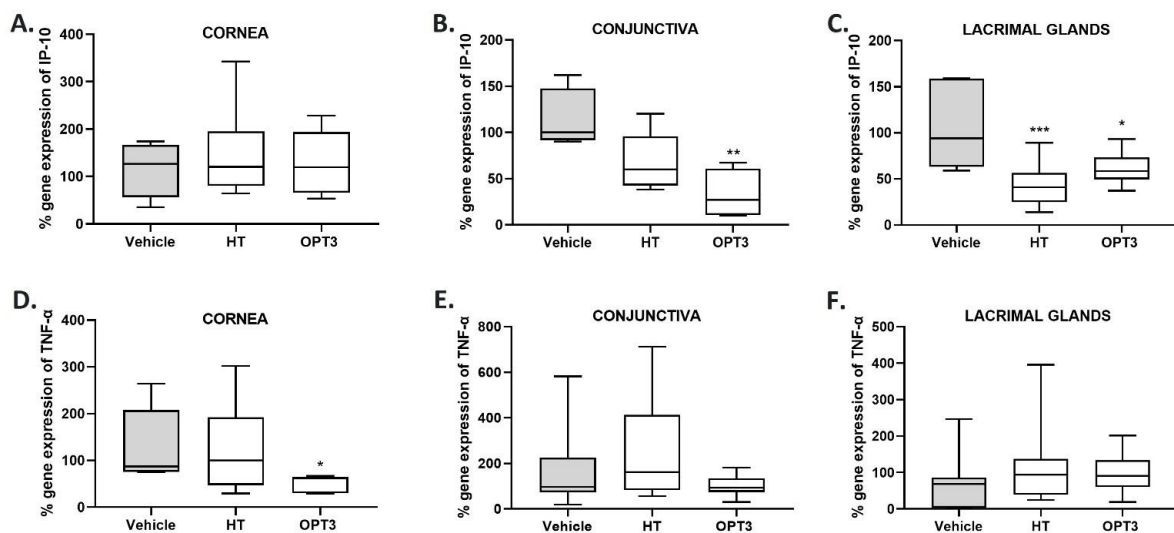 A.
CORNEA
% gene expression of IP-10
400
300
200
100
0
Vehicle HT OPT3
B.
CONJUNCTIVA
% gene expression of IP-10
200
150
100
50
0
**
Vehicle HT OPT3
C.
LACRIMAL GLANDS
% gene expression of IP-10
200
150
100
50
0
***
*
Vehicle HT OPT3
D.
CORNEA
% gene expression of TNF-α
400
300
200
100
0
*
Vehicle HT OPT3
E.
CONJUNCTIVA
% gene expression of TNF-α
800
600
400
200
0
Vehicle HT OPT3
F.
LACRIMAL GLANDS
% gene expression of TNF-α
500
400
300
200
100
0
Vehicle HT OPT3